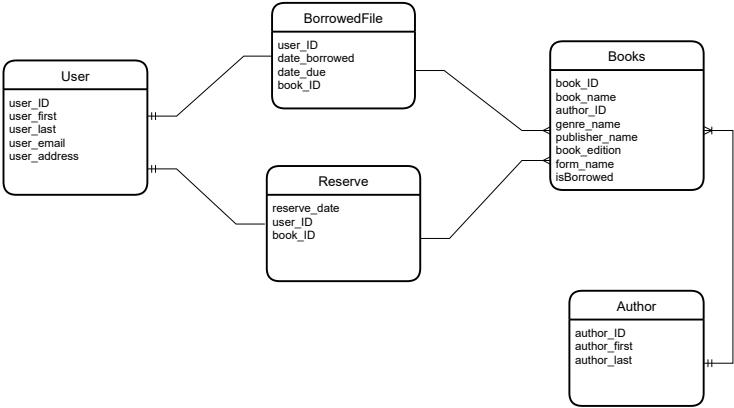 BorrowedFile
user_ID
date_borrowed
date_due
book_ID
User
user_ID
user_first
user_last
user_email
user_address
Books
book_ID
book_name
author_ID
genre_name
publisher_name
book_edition
form_name
isBorrowed
Reserve
reserve_date
user_ID
book_ID
Author
author_ID
author_first
author_last